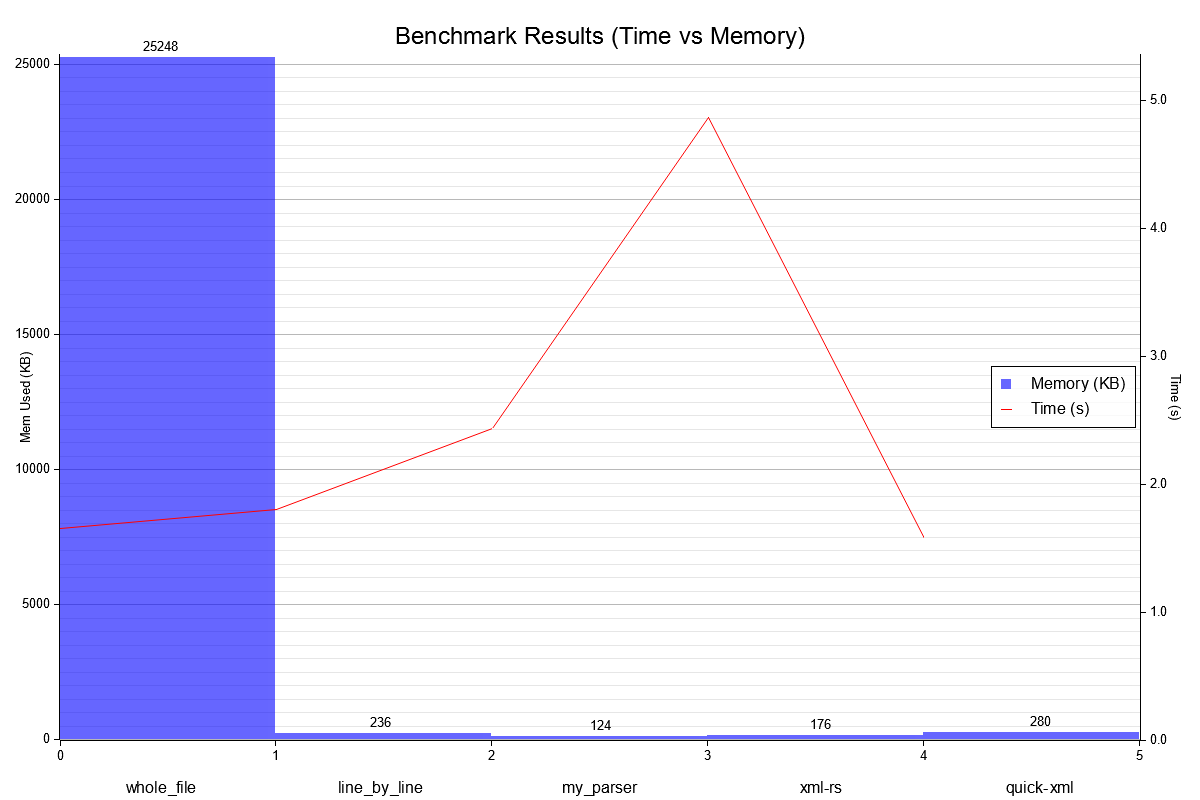 Benchmark Results (Time vs Memory)
25248
25000
20000
15000
10000
5000
0
Mem Used (KB)
5.0
4.0
3.0
2.0
1.0
0.0
Time (s)
Memory (KB)
Time (s)
236
124
176
280
0 1 2 3 4 5
whole_file line_by_line my_parser xml-rs quick-xml